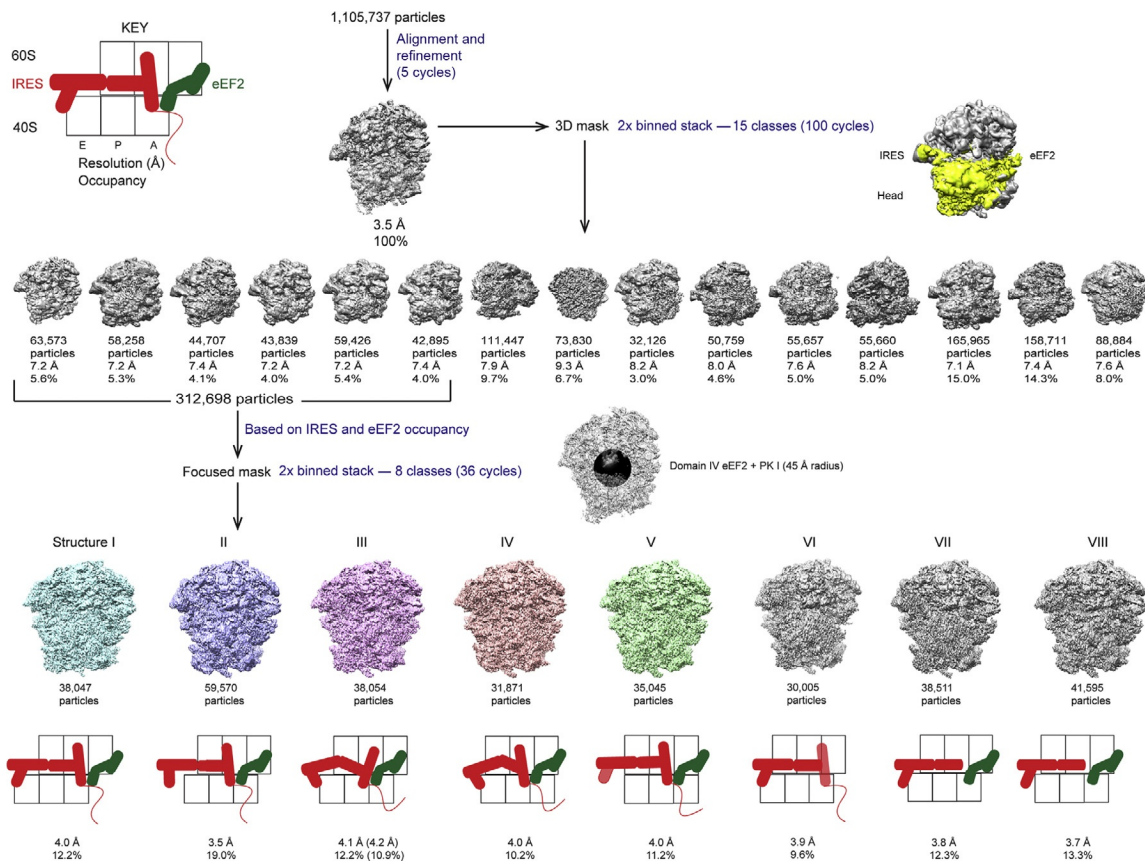 KEY
60S
IRES
eEF2
40S
E P A
Resolution (Å)
Occupancy
1,105,737 particles
Alignment and
refinement
(5 cycles)
3.5 Å
100%
3D mask 2x binned stack — 15 classes (100 cycles)
IRES
eEF2
Head
63,573 58,258 44,707 43,839 59,426 42,895 111,447 73,830 32,126 50,759 55,657 55,660 165,965 158,711 88,884
particles particles particles particles particles particles particles particles particles particles particles particles particles particles particles
7.2 Å 7.2 Å 7.4 Å 7.2 Å 7.2 Å 7.4 Å 7.9 Å 9.3 Å 8.2 Å 8.0 Å 7.6 Å 8.2 Å 7.1 Å 7.4 Å 7.6 Å
5.6% 5.3% 4.1% 4.0% 5.4% 4.0% 9.7% 6.7% 3.0% 4.6% 5.0% 5.0% 15.0% 14.3% 8.0%
312,698 particles
Based on IRES and eEF2 occupancy
Focused mask 2x binned stack — 8 classes (36 cycles)
Domain IV eEF2 + PK I (45 Å radius)
Structure I II III IV V VI VII VIII
38,047 59,570 38,054 31,871 35,045 30,005 38,511 41,595
particles particles particles particles particles particles particles particles
4.0 Å 3.5 Å 4.1 Å (4.2 Å) 4.0 Å 4.0 Å 3.9 Å 3.8 Å 3.7 Å
12.2% 19.0% 12.2% (10.9%) 10.2% 11.2% 9.6% 12.3% 13.3%